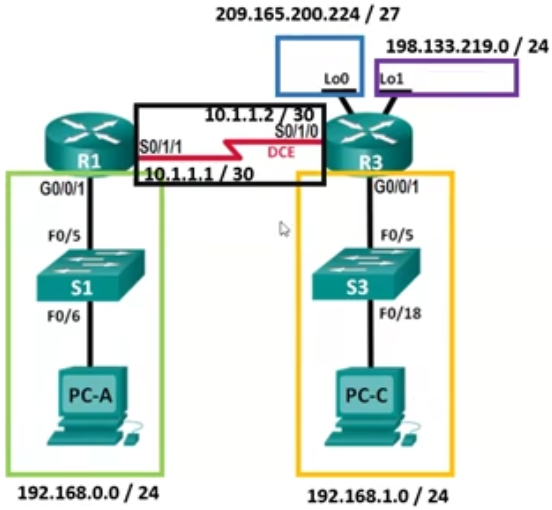 209.165.200.224 / 27
198.133.219.0 / 24
Lo0
Lo1
10.1.1.2 / 30
S0/1/0
S0/1/1
DCE
R1
R3
10.1.1.1 / 30
G0/0/1
G0/0/1
F0/5
F0/5
S1
S3
F0/6
F0/18
PC-A
PC-C
192.168.0.0 / 24
192.168.1.0 / 24